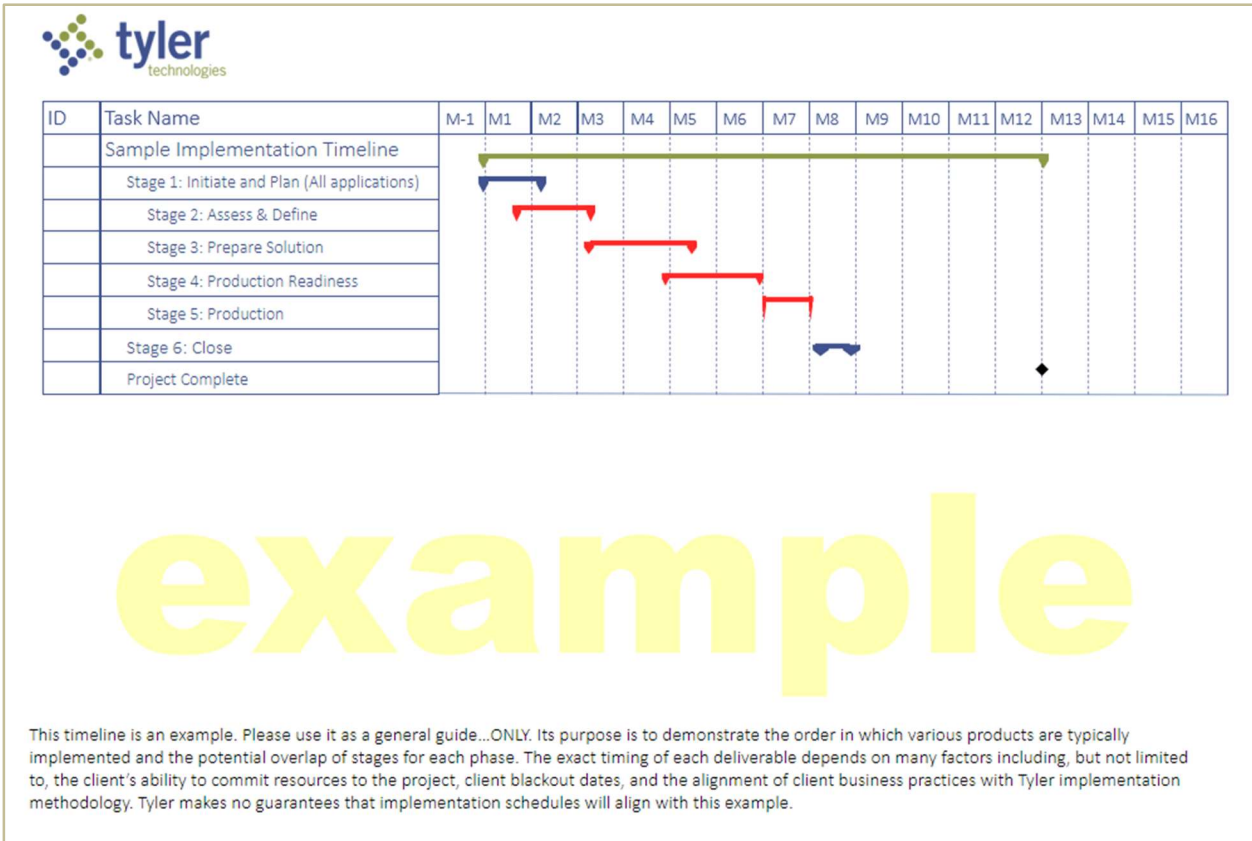 tyler
technologies
ID Task Name M-1 M1 M2 M3 M4 M5 M6 M7 M8 M9 M10 M11 M12 M13 M14 M15 M16
Sample Implementation Timeline
Stage 1: Initiate and Plan (All applications)
Stage 2: Assess & Define
Stage 3: Prepare Solution
Stage 4: Production Readiness
Stage 5: Production
Stage 6: Close
Project Complete
example
This timeline is an example. Please use it as a general guide...ONLY. Its purpose is to demonstrate the order in which various products are typically
implemented and the potential overlap of stages for each phase. The exact timing of each deliverable depends on many factors including, but not limited
to, the client's ability to commit resources to the project, client blackout dates, and the alignment of client business practices with Tyler implementation
methodology. Tyler makes no guarantees that implementation schedules will align with this example.